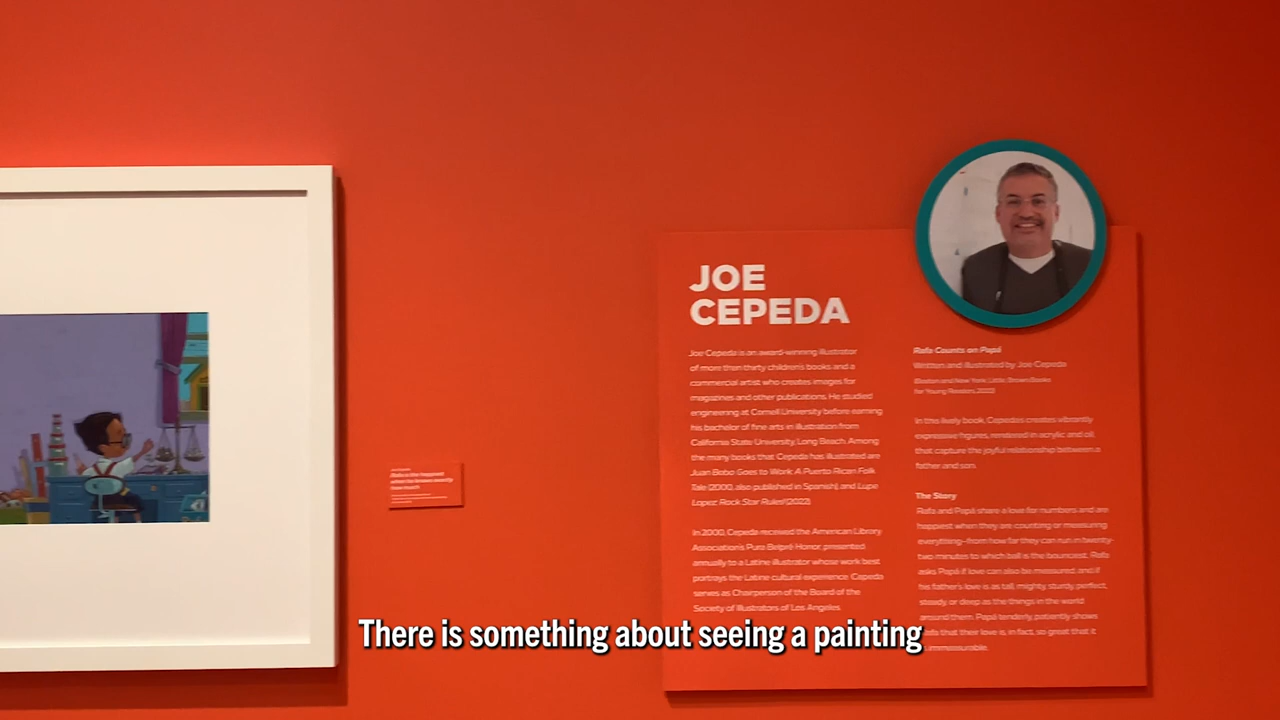 JOE
CEPEDA
Joe Cepeda is an award-winning illustrator
of more than thirty children's books and a
commercial artist who creates images for
magazines and other publications. He studied
engineering at Cornell University before earning
his bachelor of fine arts in illustration from
California State University, Long Beach. Among
the many books that Cepeda has illustrated are
Juan Bobo Goes to Work: A Puerto Rican Folk
Tale (2000, also published in Spanish), and Lupe
Lopez: Rock Star Rules! (2022).
In 2000, Cepeda received the American Library
Association's Pura Belpré Honor, presented
annually to a Latine illustrator whose work best
portrays the Latine cultural experience. Cepeda
serves as Chairperson of the Board of the
Society of Illustrators of Los Angeles.
Rafa Counts on Papá
Written and illustrated by Joe Cepeda
(Boston and New York: Little, Brown Books
for Young Readers, 2022)
In this lively book, Cepeda creates vibrantly
expressive figures, rendered in acrylic and oil,
that capture the joyful relationship between a
father and son.
The Story
Rafa and Papá share a love for numbers and are
happiest when they are counting or measuring
everything—from how far they can run in twenty-
two minutes to which ball is the bounciest. Rafa
asks Papá if love can also be measured, and if
his father's love is as tall, mighty, sturdy, perfect,
steady, or deep as the things in the world
around them. Papá tenderly, patiently shows
that their love is, in fact, so great that it
immeasurable.
There is something about seeing a painting